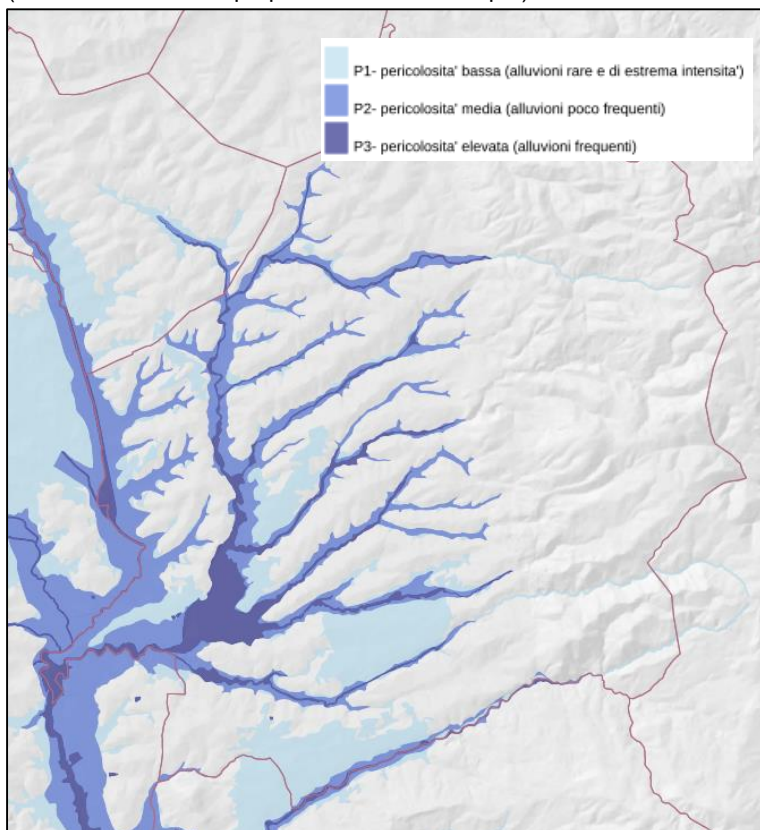 P1- pericolosita' bassa (alluvioni rare e di estrema intensita')
P2- pericolosita' media (alluvioni poco frequenti)
P3- pericolosita' elevata (alluvioni frequenti)